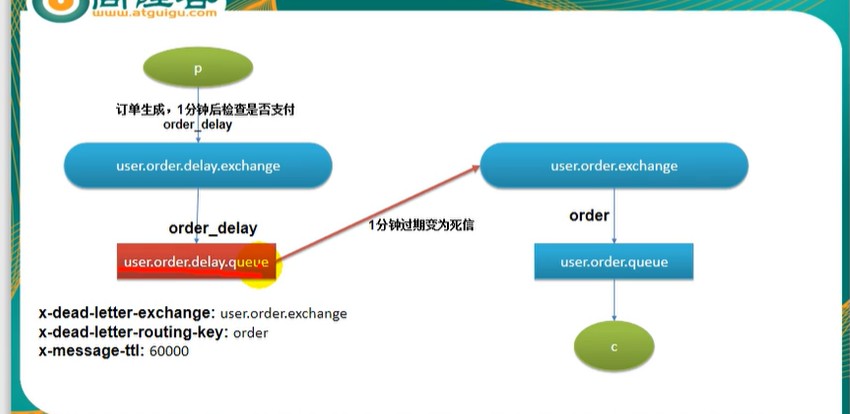 www.atguigu.com
p
订单生成，1分钟后检查是否支付
order_delay
user.order.delay.exchange
user.order.exchange
order_delay
1分钟过期变为死信
order
user.order.delay.queue
user.order.queue
x-dead-letter-exchange: user.order.exchange
x-dead-letter-routing-key: order
x-message-ttl: 60000
c